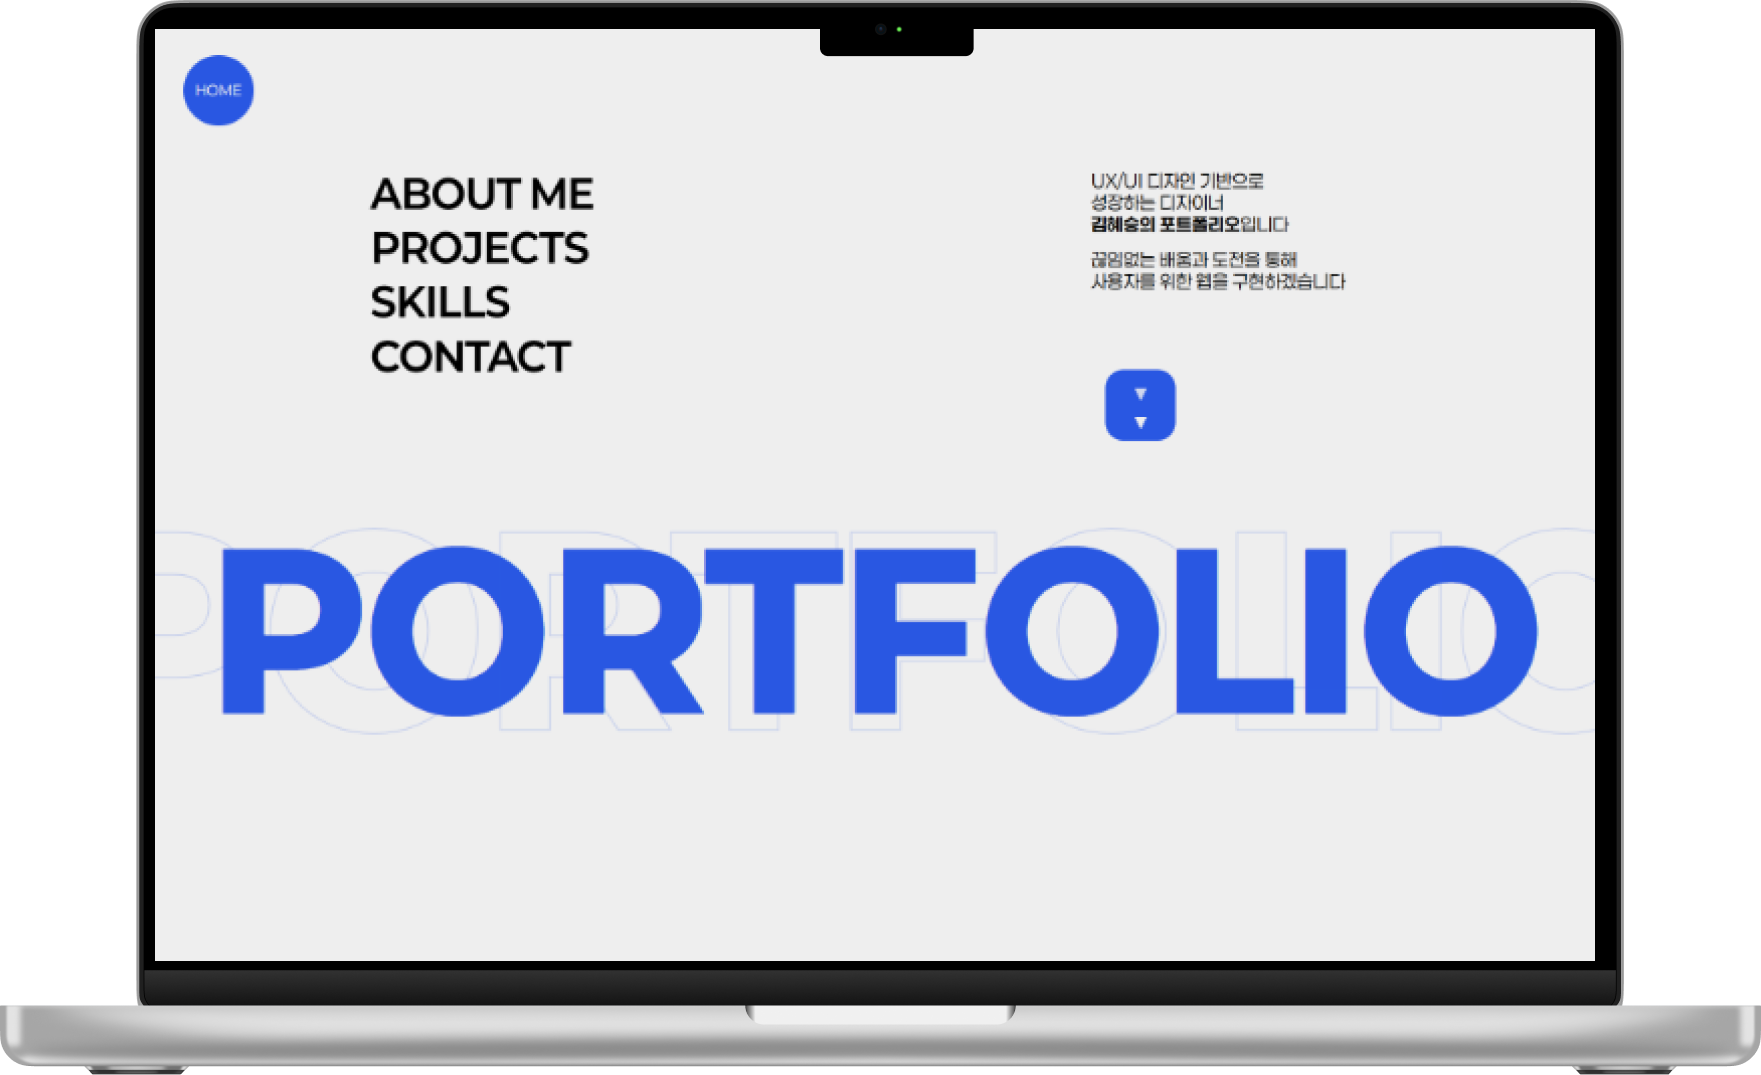 HOME
ABOUT ME
PROJECTS
SKILLS
CONTACT
UX/UI 디자인 기반으로
성장하는 디자이너
김혜승의 포트폴리오입니다
끊임없는 배움과 도전을 통해
사용자를 위한 웹을 구현하겠습니다
PORTFOLIO
PORTFOLIO